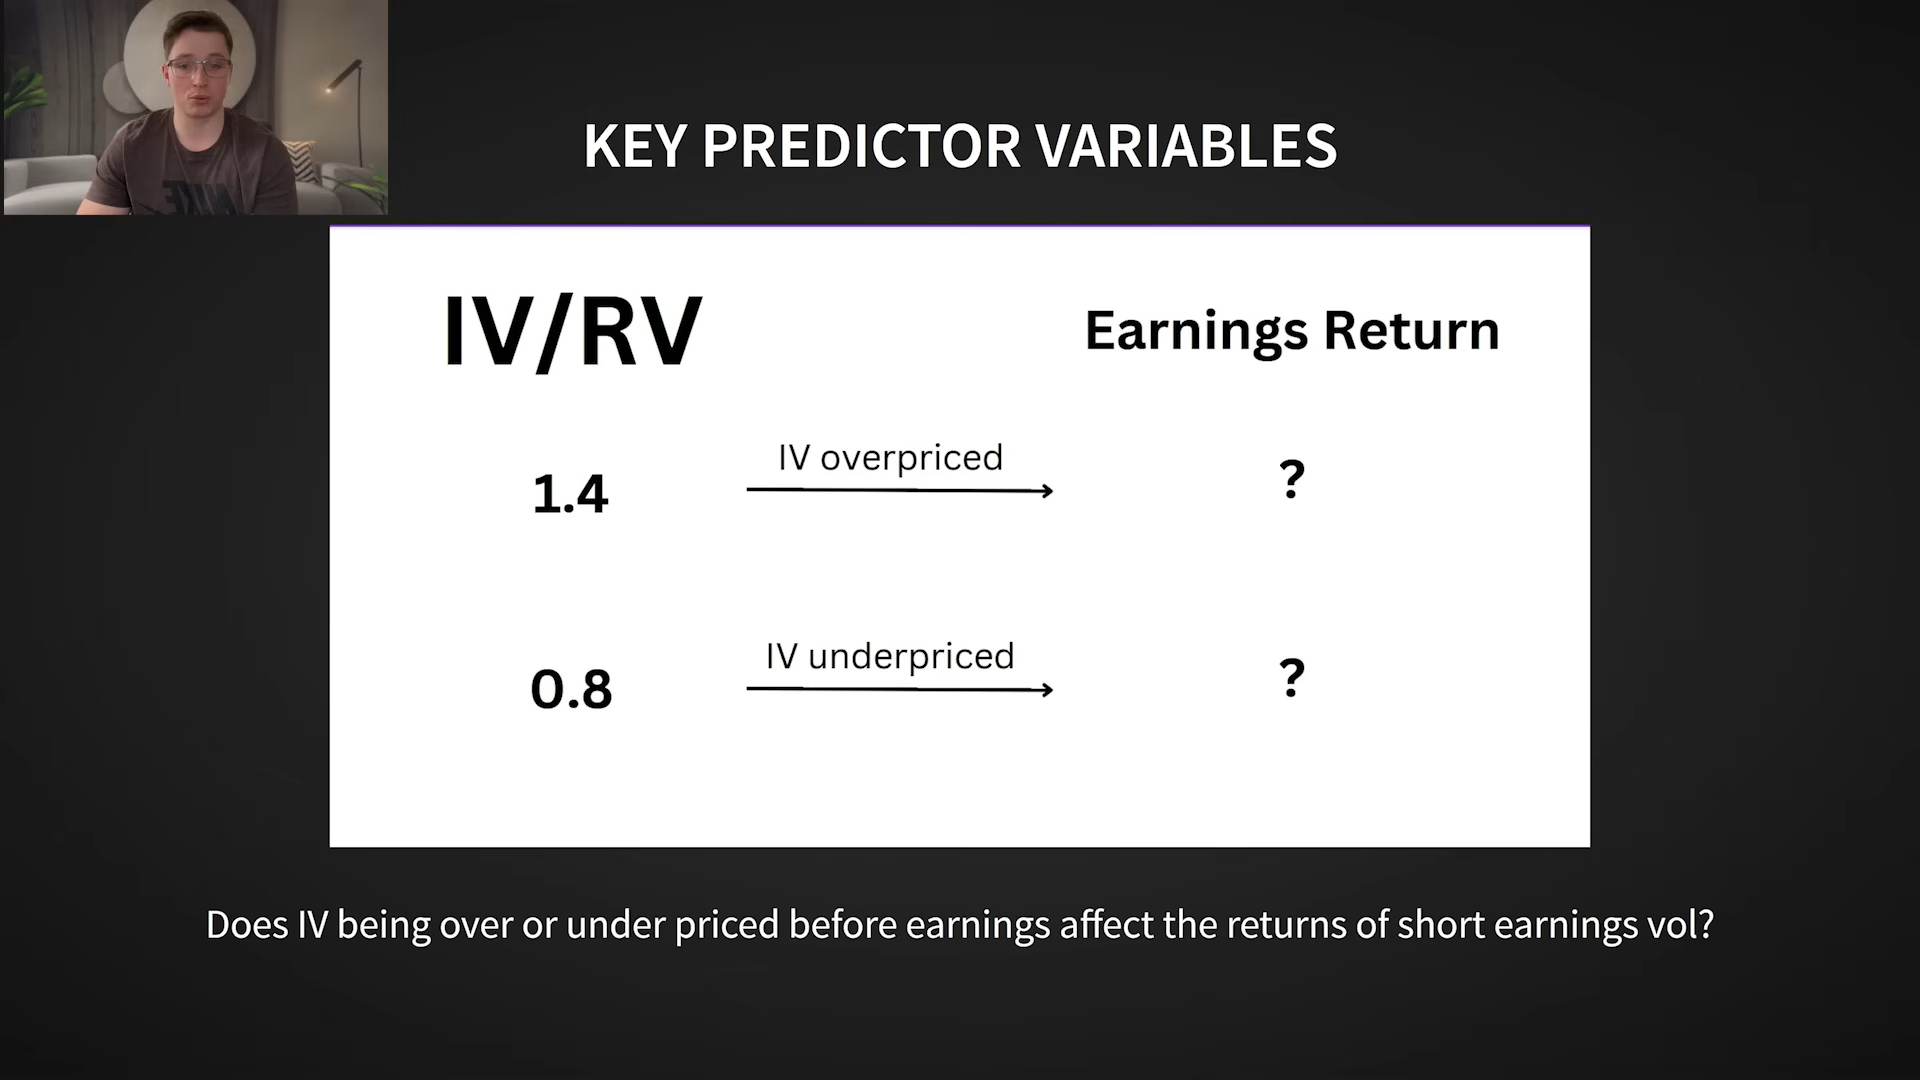 KEY PREDICTOR VARIABLES
IV/RV
Earnings Return
IV overpriced
1.4
?
IV underpriced
0.8
?
Does IV being over or under priced before earnings affect the returns of short earnings vol?